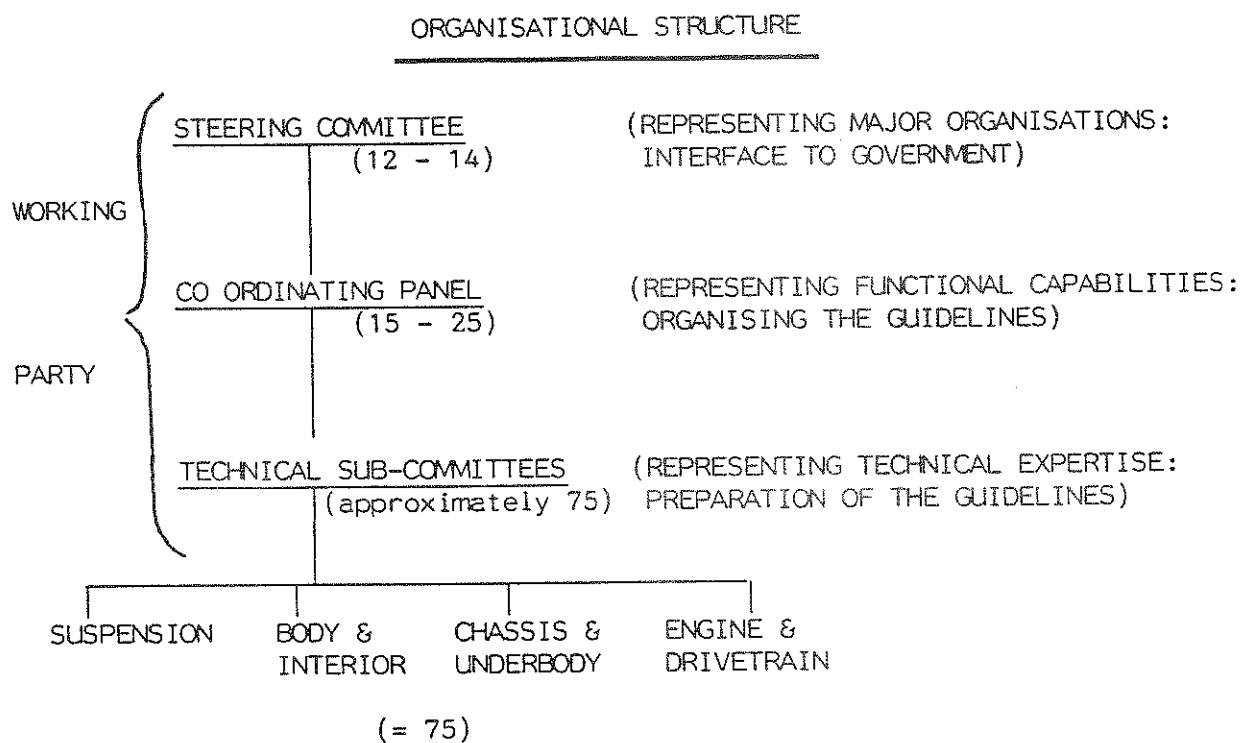 ORGANISATIONAL STRUCTURE
STEERING COMMITTEE (REPRESENTING MAJOR ORGANISATIONS:
(12 - 14) INTERFACE TO GOVERNMENT)
WORKING
CO ORDINATING PANEL (REPRESENTING FUNCTIONAL CAPABILITIES:
(15 - 25) ORGANISING THE GUIDELINES)
PARTY
TECHNICAL SUB-COMMITTEES (REPRESENTING TECHNICAL EXPERTISE:
(approximately 75) PREPARATION OF THE GUIDELINES)
SUSPENSION BODY & CHASSIS & ENGINE &
INTERIOR UNDERBODY DRIVETRAIN
(= 75)